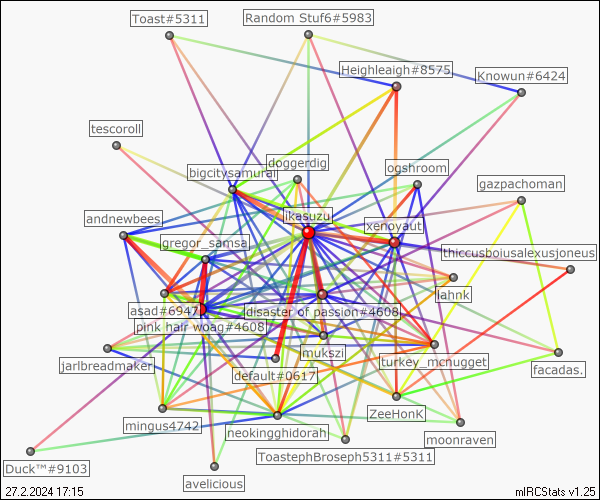 Toast#5311
Random Stuf6#5983
Heighleaigh#8575
Knowun#6424
tescoroll
doggerdig
bigcitysamurai
ogshroom
gazpachoman
andnewbees
ikasuzu
xenoyaut
gregor_samsa
thiccusboiusalexusjoneus
lahnk
asad#6947
disaster of passion#4608
pink half woag#4608
mukszi
turkey_mcnugget
jarlbreadmaker
default#0617
facadas.
mingus4742
neokingghidorah
ZeeHonK
moonraven
ToastephBroseph5311#5311
Duck™#9103
avelicious
27.2.2024 17:15
mIRCStats v1.25